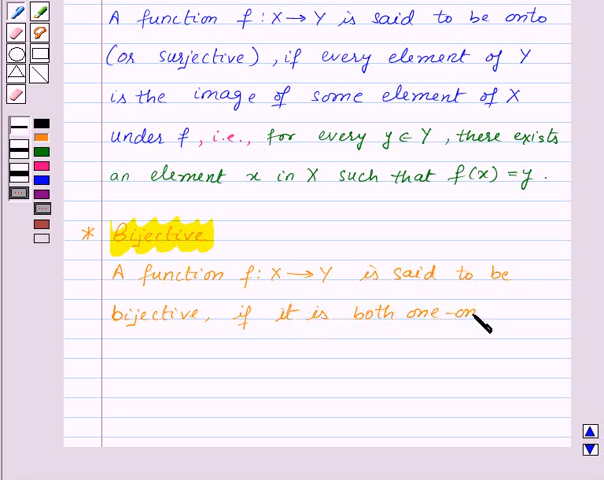 A function f : X → Y is said to be onto
(or surjective), if every element of Y
is the image of some element of X
under f, i.e., for every y ∈ Y, there exists
an element x in X such that f(x) = y.
* Bijective
A function f : X → Y is said to be
bijective, if it is both one-on